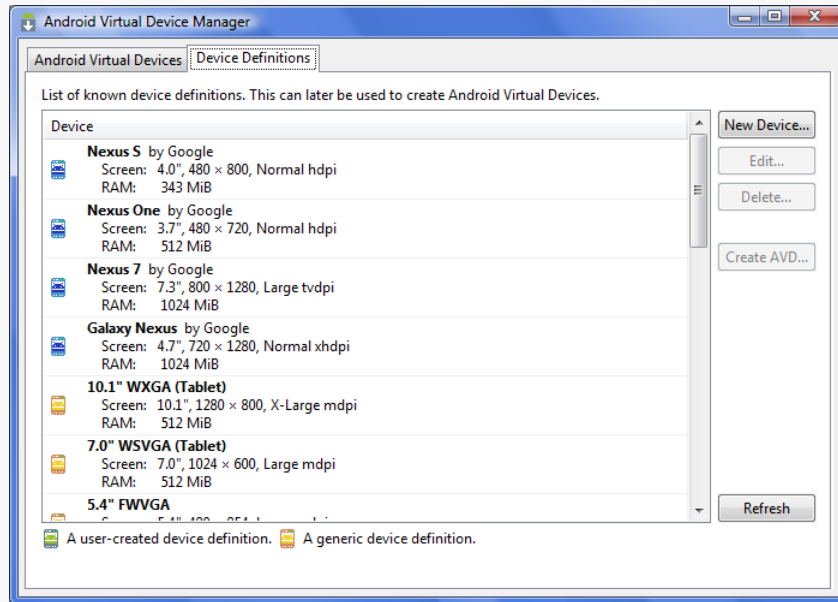 Android Virtual Device Manager
Android Virtual Devices
Device Definitions
List of known device definitions. This can later be used to create Android Virtual Devices.
Device
Nexus S by Google
Screen: 4.0", 480 × 800, Normal hdpi
RAM: 343 MiB
Nexus One by Google
Screen: 3.7", 480 × 720, Normal hdpi
RAM: 512 MiB
Nexus 7 by Google
Screen: 7.3", 800 × 1280, Large tvdpi
RAM: 1024 MiB
Galaxy Nexus by Google
Screen: 4.7", 720 × 1280, Normal xhdpi
RAM: 1024 MiB
10.1" WXGA (Tablet)
Screen: 10.1", 1280 × 800, X-Large mdpi
RAM: 512 MiB
7.0" WSVGA (Tablet)
Screen: 7.0", 1024 × 600, Large mdpi
RAM: 512 MiB
5.4" FWVGA
New Device...
Edit...
Delete...
Create AVD...
Refresh
A user-created device definition. A generic device definition.